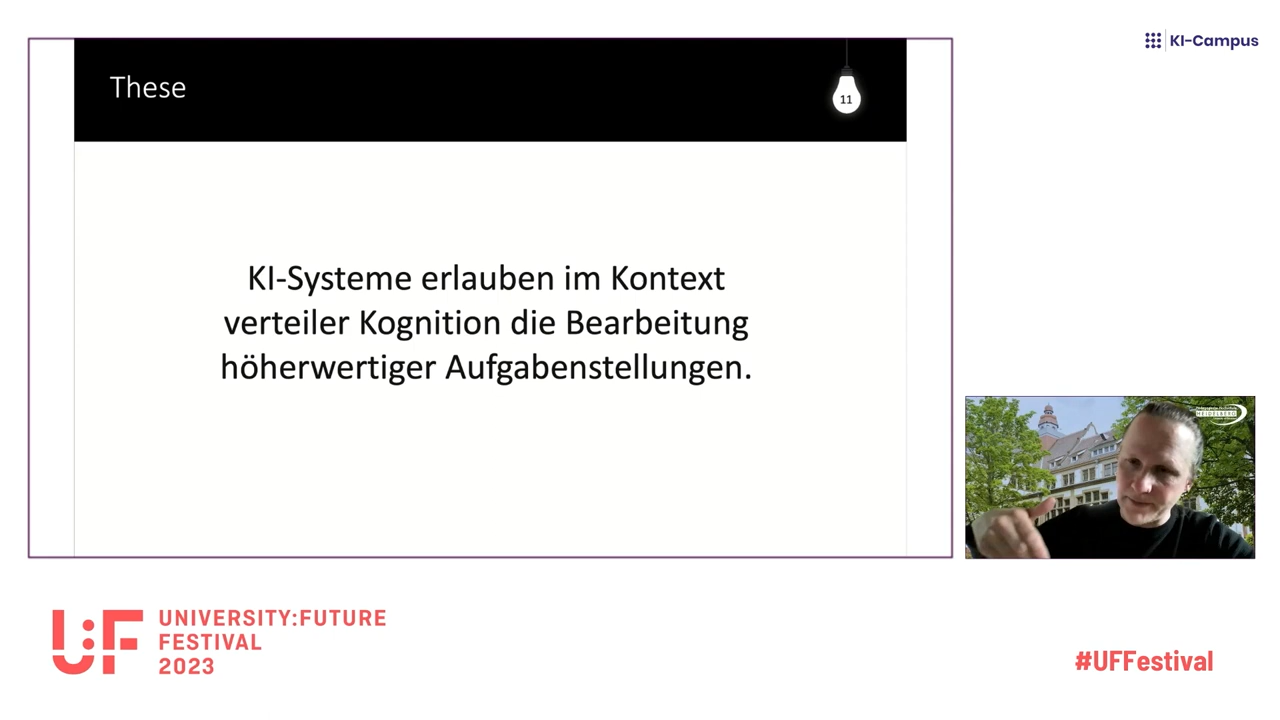 KI-Campus
These
11
KI-Systeme erlauben im Kontext
verteiler Kognition die Bearbeitung
höherwertiger Aufgabenstellungen.
HEIDELBERG
U:F
UNIVERSITY:FUTURE
FESTIVAL
2023
#UFFestival